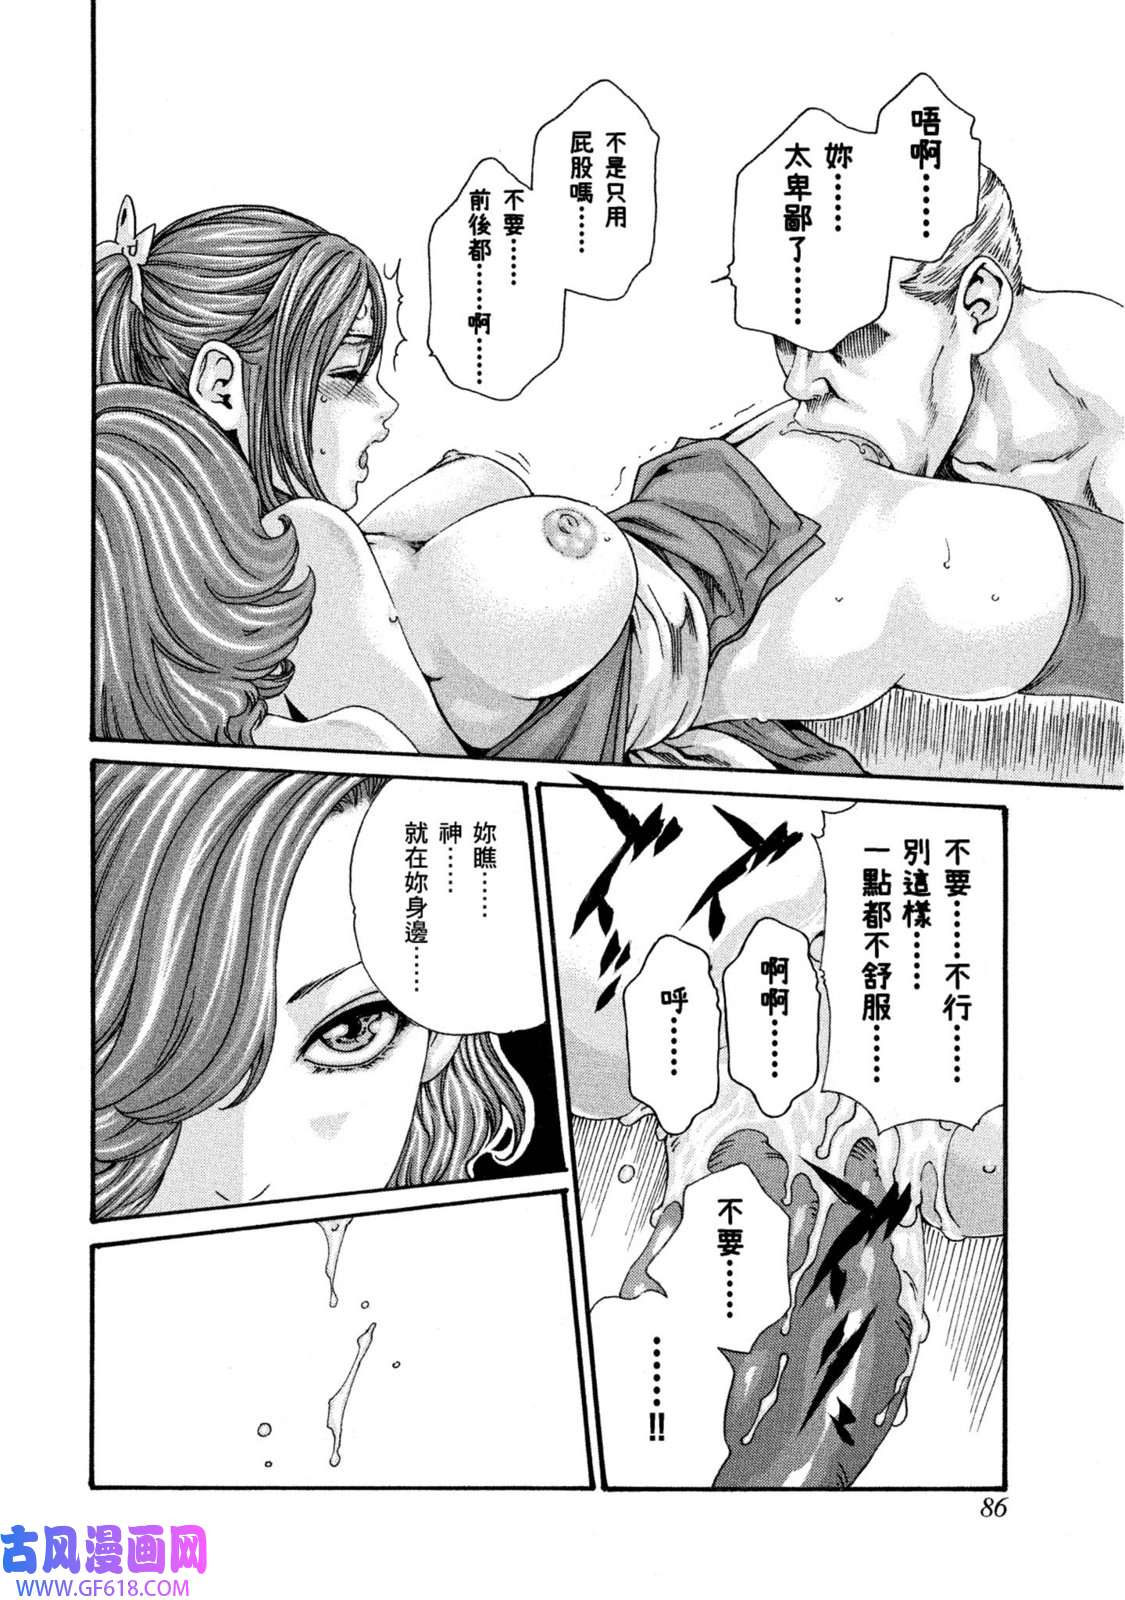 唔啊……
妳……
太卑鄙了……
不是只用
屁股嗎……
不要……
前後都……啊……
不要……不行……
別這樣……
一點都不舒服……
啊啊……
呼……
不要……
……!!
妳瞧……
神……
就在妳身邊……
86
古风漫画网
WWW.GF618.COM